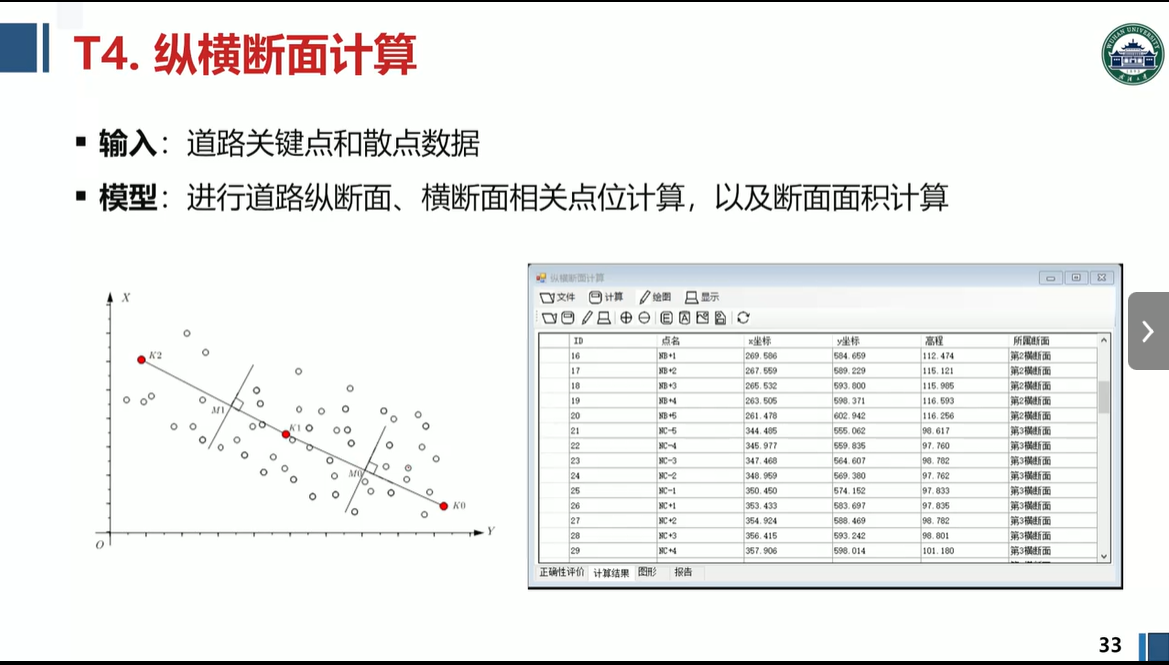 T4. 纵横断面计算
WUHAN UNIVERSITY
▪ 输入：道路关键点和散点数据
▪ 模型：进行道路纵断面、横断面相关点位计算，以及断面面积计算
X
K2
M1
K1
M0
K0
Y
O
纵横断面计算
文件 计算 绘图 显示
ID 点名 x坐标 y坐标 高程 所属断面
16 NB+1 269.586 584.659 112.474 第2横断面
17 NB+2 267.559 589.229 115.121 第2横断面
18 NB+3 265.532 593.800 115.985 第2横断面
19 NB+4 263.505 598.371 116.593 第2横断面
20 NB+5 261.478 602.942 116.256 第2横断面
21 NC-5 344.485 555.062 98.617 第3横断面
22 NC-4 345.977 559.835 97.760 第3横断面
23 NC-3 347.468 564.607 98.782 第3横断面
24 NC-2 348.959 569.380 97.762 第3横断面
25 NC-1 350.450 574.152 97.833 第3横断面
26 NC+1 353.433 583.697 97.835 第3横断面
27 NC+2 354.924 588.469 98.782 第3横断面
28 NC+3 356.415 593.242 98.801 第3横断面
29 NC+4 357.906 598.014 101.180 第3横断面
正确性评价 计算结果 图形 报告
33